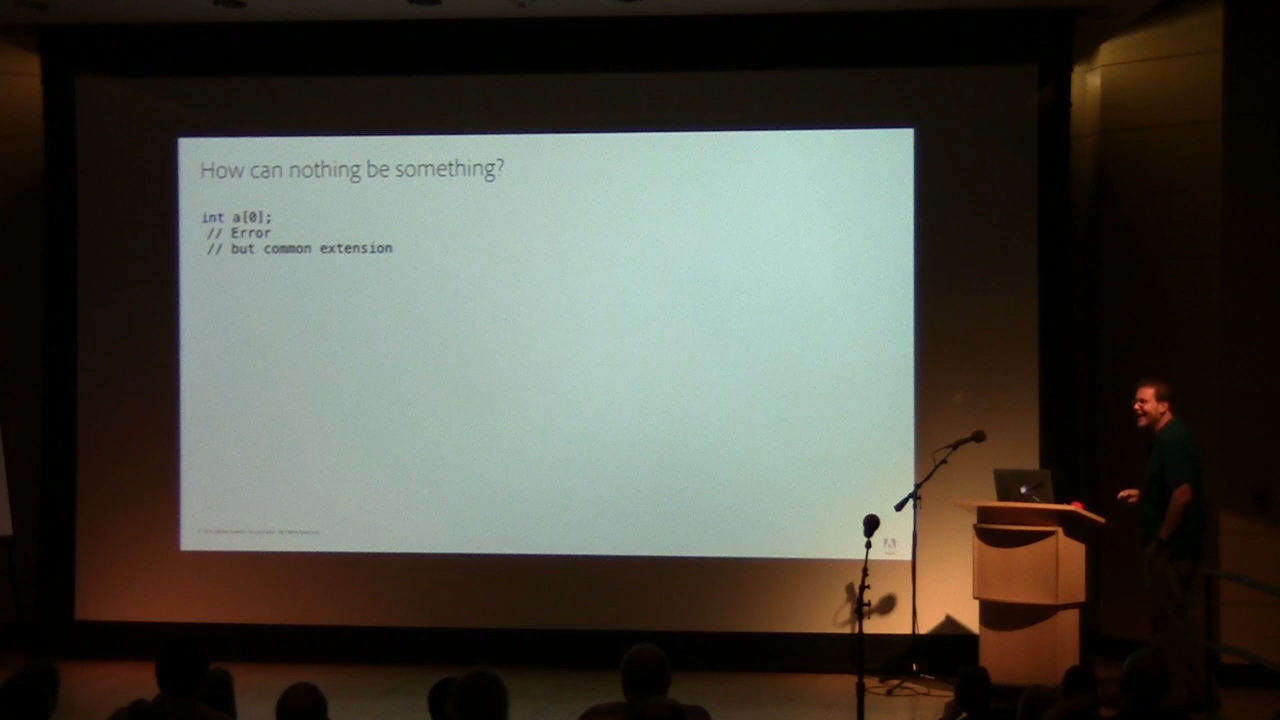 How can nothing be something?
int a[0];
// Error
// but common extension